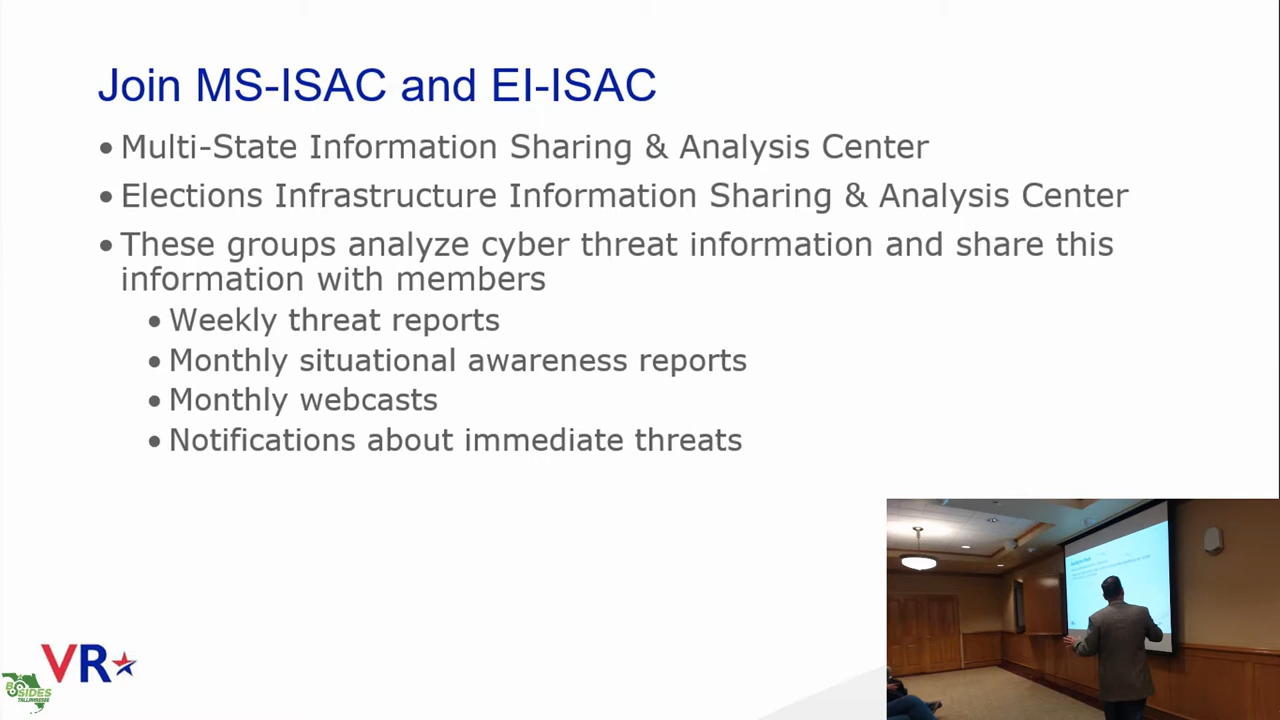 Join MS-ISAC and EI-ISAC
• Multi-State Information Sharing & Analysis Center
• Elections Infrastructure Information Sharing & Analysis Center
• These groups analyze cyber threat information and share this
information with members
• Weekly threat reports
• Monthly situational awareness reports
• Monthly webcasts
• Notifications about immediate threats
VR
BSIDES
TALLAHASSEE